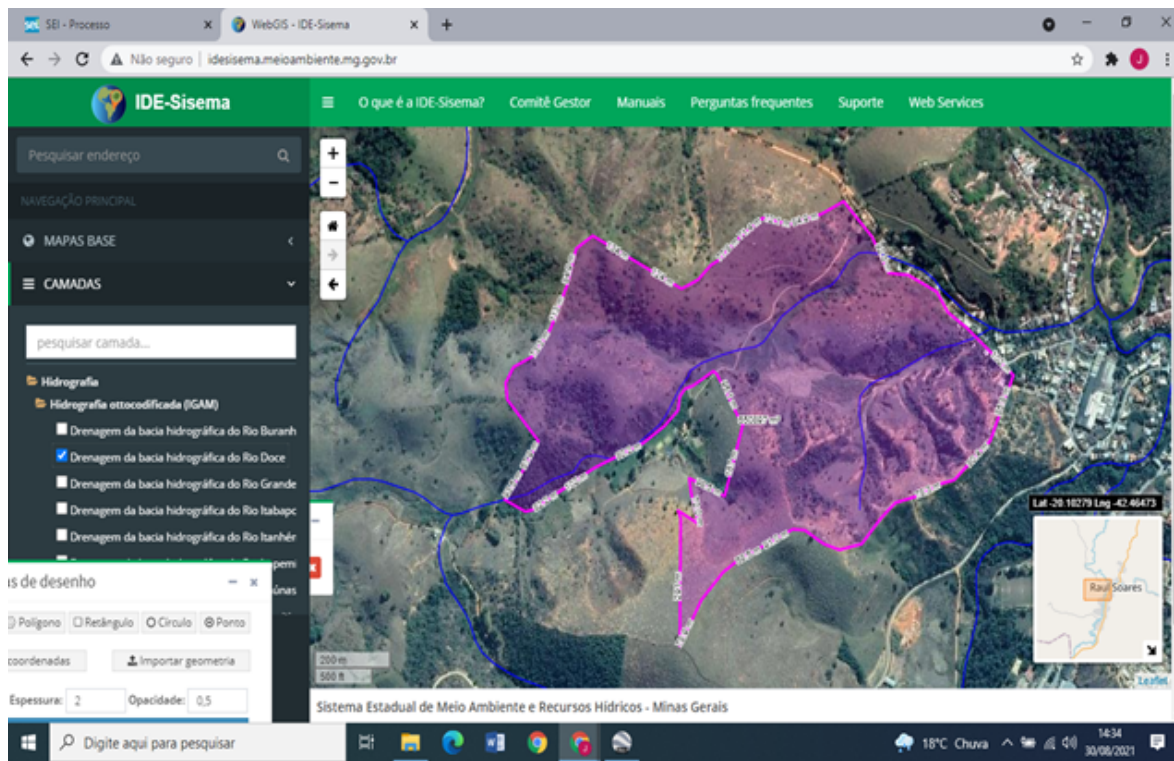 SEI - Processo
WebGIS - IDE-Sisema
Não seguro | idesisema.meioambiente.mg.gov.br
J
IDE-Sisema
O que é a IDE-Sisema?
Comitê Gestor
Manuais
Perguntas frequentes
Suporte
Web Services
Pesquisar endereço
NAVEGAÇÃO PRINCIPAL
MAPAS BASE
CAMADAS
pesquisar camada...
Hidrografia
Hidrografia ottocodificada (IGAM)
Drenagem da bacia hidrográfica do Rio Buranh
Drenagem da bacia hidrográfica do Rio Doce
Drenagem da bacia hidrográfica do Rio Grande
Drenagem da bacia hidrográfica do Rio Itabapo
Drenagem da bacia hidrográfica do Rio Itanhér
pemi
únas
as de desenho
Polígono
Retângulo
Círculo
Ponto
coordenadas
Importar geometria
Espessura: 2
Opacidade: 0,5
Lat -20.10279 Lng -42.46473
Raul Soares
200 m
500 ft
Leaflet
Sistema Estadual de Meio Ambiente e Recursos Hídricos - Minas Gerais
Digite aqui para pesquisar
18°C Chuva
14:34
30/08/2021